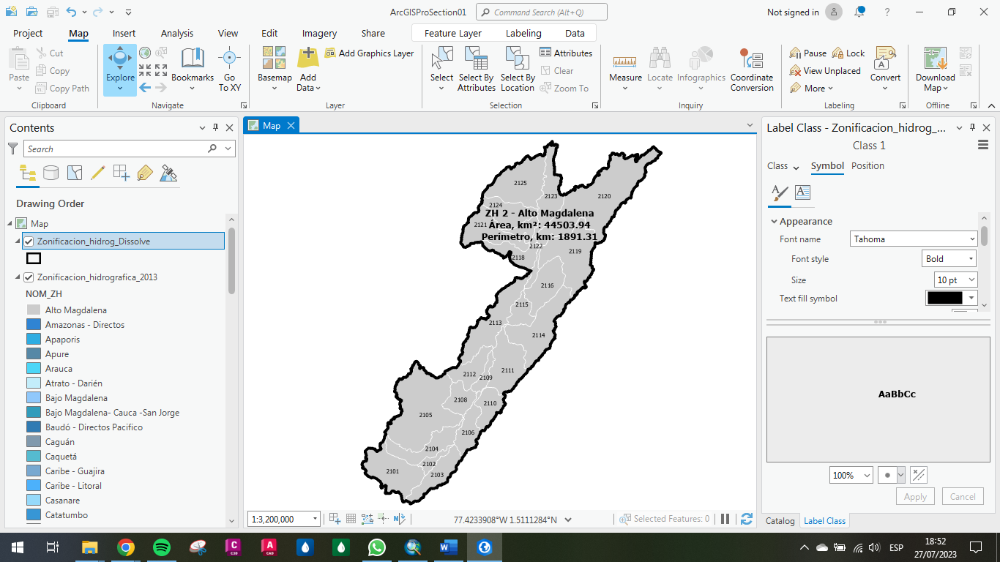 ArcGISProSection01
Command Search (Alt+Q)
Not signed in
?
Project
Map
Insert
Analysis
View
Edit
Imagery
Share
Feature Layer
Labeling
Data
Paste
Cut
Copy
Copy Path
Clipboard
Explore
Bookmarks
Go
To XY
Navigate
Basemap
Add
Data
Add Graphics Layer
Layer
Select
Select By
Attributes
Select By
Location
Attributes
Clear
Zoom To
Selection
Measure
Locate
Infographics
Coordinate
Conversion
Inquiry
Pause
Lock
View Unplaced
More
Convert
Labeling
Download
Map
Offline
Contents
Search
Drawing Order
Map
Zonificacion_hidrog_Dissolve
Zonificacion_hidrografica_2013
NOM_ZH
Alto Magdalena
Amazonas - Directos
Apaporis
Apure
Arauca
Atrato - Darién
Bajo Magdalena
Bajo Magdalena- Cauca -San Jorge
Baudó - Directos Pacifico
Caguán
Caquetá
Caribe - Guajira
Caribe - Litoral
Casanare
Catatumbo
Map
2125
2123
2120
2124
ZH 2 - Alto Magdalena
2121
Área, km²: 44503.94
Perímetro, km: 1891.31
2122
2119
2118
2116
2115
2113
2114
2112
2109
2111
2108
2110
2105
2106
2104
2102
2101
2103
1:3,200,000
77.4233908°W 1.5111284°N
Selected Features: 0
Label Class - Zonificacion_hidrog_...
Class 1
Class
Symbol
Position
Appearance
Font name
Tahoma
Font style
Bold
Size
10 pt
Text fill symbol
AaBbCc
100%
Apply
Cancel
Catalog
Label Class
ESP
18:52
27/07/2023